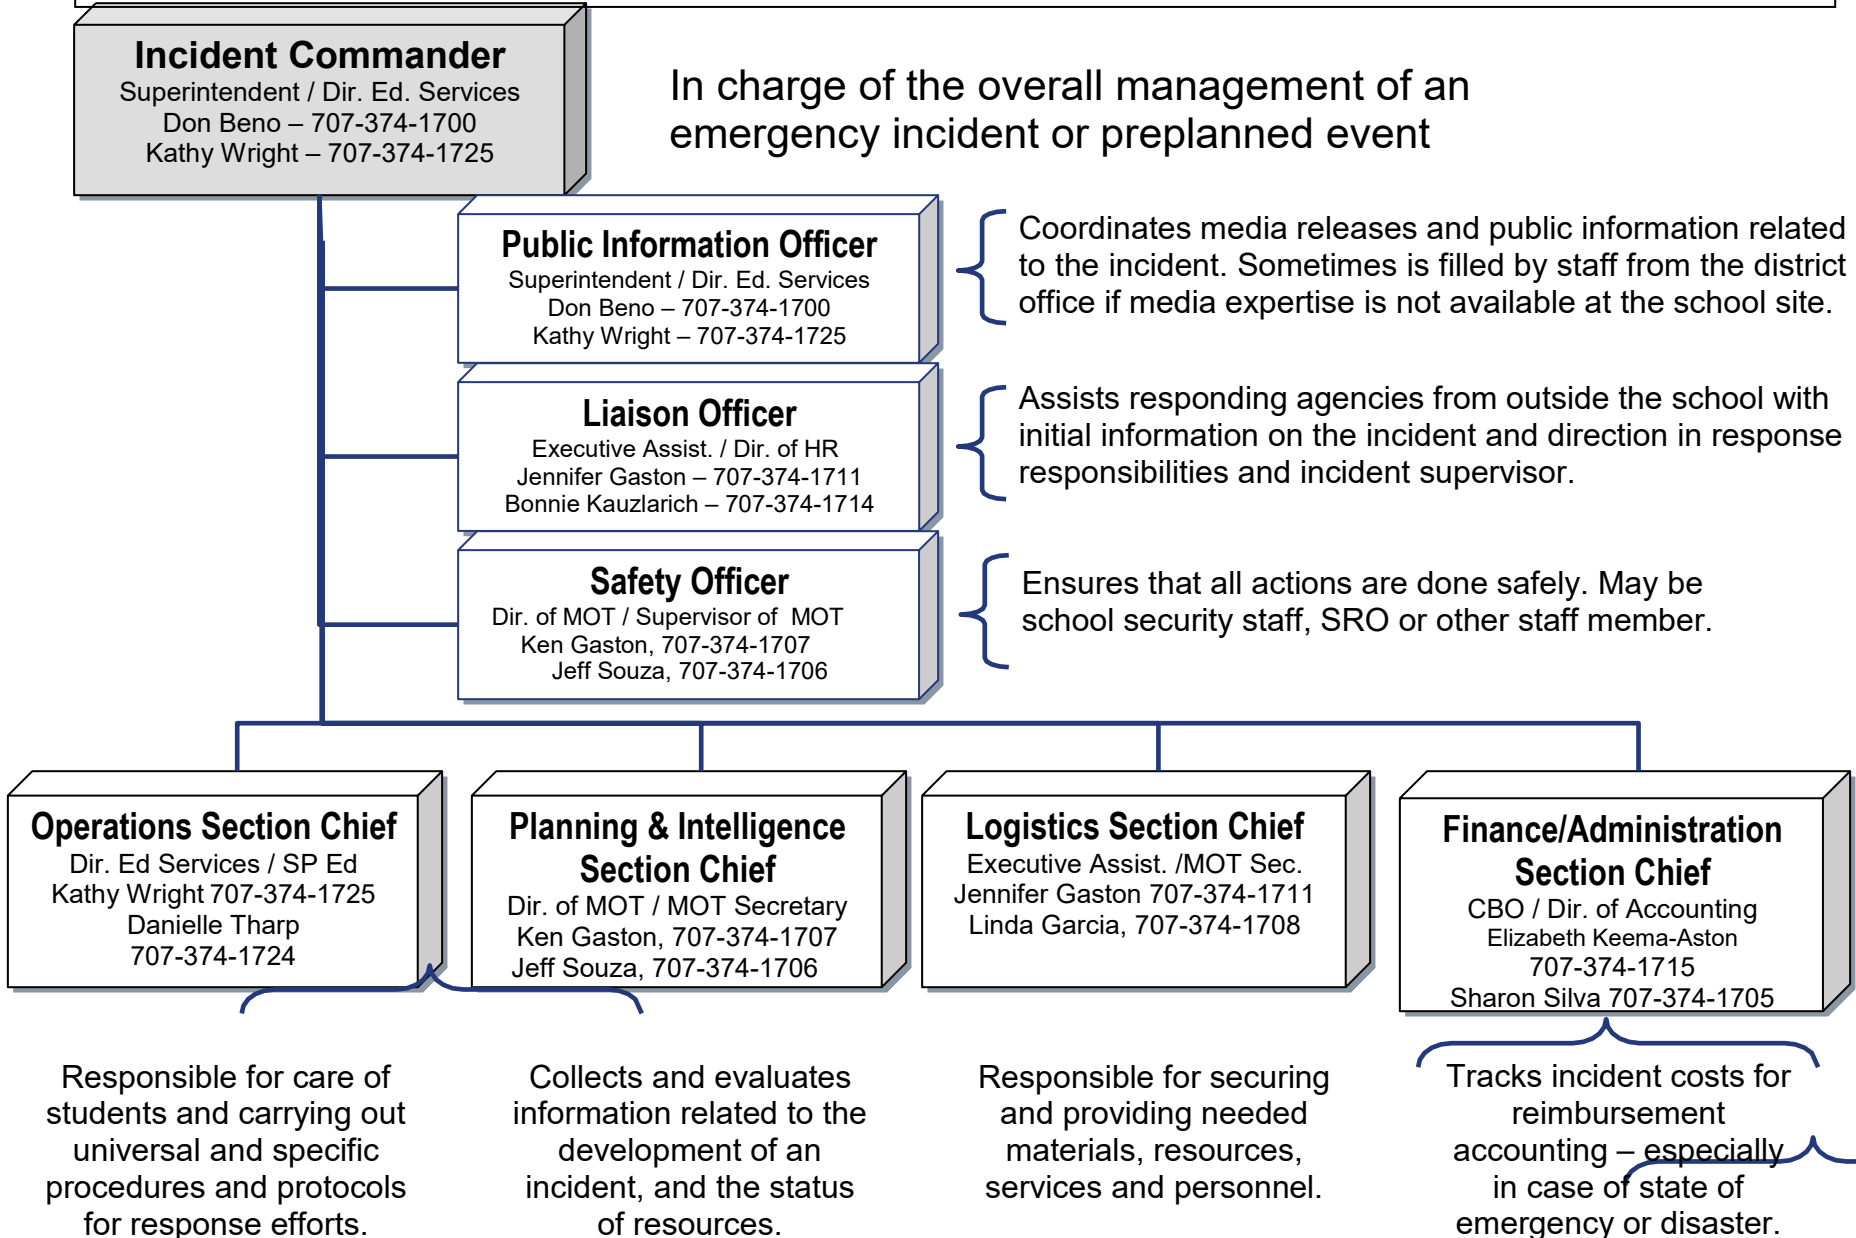 Incident Commander
Superintendent / Dir. Ed. Services
Don Beno – 707-374-1700
Kathy Wright – 707-374-1725
In charge of the overall management of an
emergency incident or preplanned event
Public Information Officer
Superintendent / Dir. Ed. Services
Don Beno – 707-374-1700
Kathy Wright – 707-374-1725
Coordinates media releases and public information related
to the incident. Sometimes is filled by staff from the district
office if media expertise is not available at the school site.
Liaison Officer
Executive Assist. / Dir. of HR
Jennifer Gaston – 707-374-1711
Bonnie Kauzlarich – 707-374-1714
Assists responding agencies from outside the school with
initial information on the incident and direction in response
responsibilities and incident supervisor.
Safety Officer
Dir. of MOT / Supervisor of MOT
Ken Gaston, 707-374-1707
Jeff Souza, 707-374-1706
Ensures that all actions are done safely. May be
school security staff, SRO or other staff member.
Operations Section Chief
Dir. Ed Services / SP Ed
Kathy Wright 707-374-1725
Danielle Tharp
707-374-1724
Planning & Intelligence
Section Chief
Dir. of MOT / MOT Secretary
Ken Gaston, 707-374-1707
Jeff Souza, 707-374-1706
Logistics Section Chief
Executive Assist. /MOT Sec.
Jennifer Gaston 707-374-1711
Linda Garcia, 707-374-1708
Finance/Administration
Section Chief
CBO / Dir. of Accounting
Elizabeth Keema-Aston
707-374-1715
Sharon Silva 707-374-1705
Responsible for care of
students and carrying out
universal and specific
procedures and protocols
for response efforts.
Collects and evaluates
information related to the
development of an
incident, and the status
of resources.
Responsible for securing
and providing needed
materials, resources,
services and personnel.
Tracks incident costs for
reimbursement
accounting – especially
in case of state of
emergency or disaster.